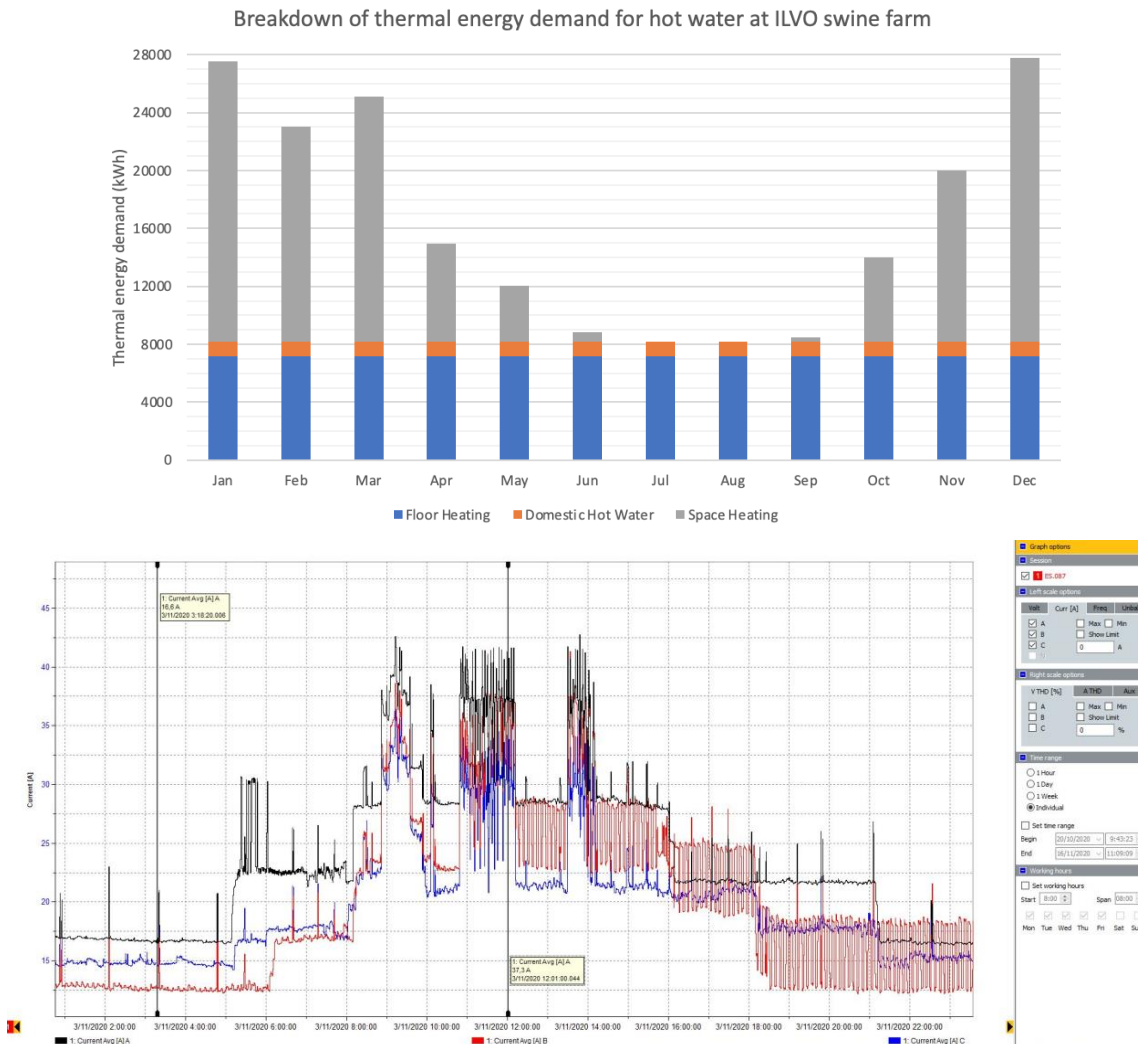 Breakdown of thermal energy demand for hot water at ILVO swine farm
Thermal energy demand (kWh)
28000
24000
20000
16000
12000
8000
4000
0
Jan Feb Mar Apr May Jun Jul Aug Sep Oct Nov Dec
Floor Heating Domestic Hot Water Space Heating
Current [A]
45
40
35
30
25
20
15
1: Current Avg [A] A
16,6 A
3/11/2020 3:18:20.006
1: Current Avg [A] A
37,3 A
3/11/2020 12:01:00.044
3/11/2020 2:00:00 3/11/2020 4:00:00 3/11/2020 6:00:00 3/11/2020 8:00:00 3/11/2020 10:00:00 3/11/2020 12:00:00 3/11/2020 14:00:00 3/11/2020 16:00:00 3/11/2020 18:00:00 3/11/2020 20:00:00 3/11/2020 22:00:00
1: Current Avg [A] A 1: Current Avg [A] B 1: Current Avg [A] C
Graph options
Session
1 ES.087
Left scale options
Volt Curr [A] Freq Unbal
A Max Min
B Show Limit
C 0 A
Right scale options
V THD [%] A THD Aux
A Max Min
B Show Limit
C 0 %
Time range
1 Hour
1 Day
1 Week
Individual
Set time range
Begin 20/10/2020 9:43:23
End 16/11/2020 11:09:09
Working hours
Set working hours
Start 8:00 Span 08:00
Mon Tue Wed Thu Fri Sat Su